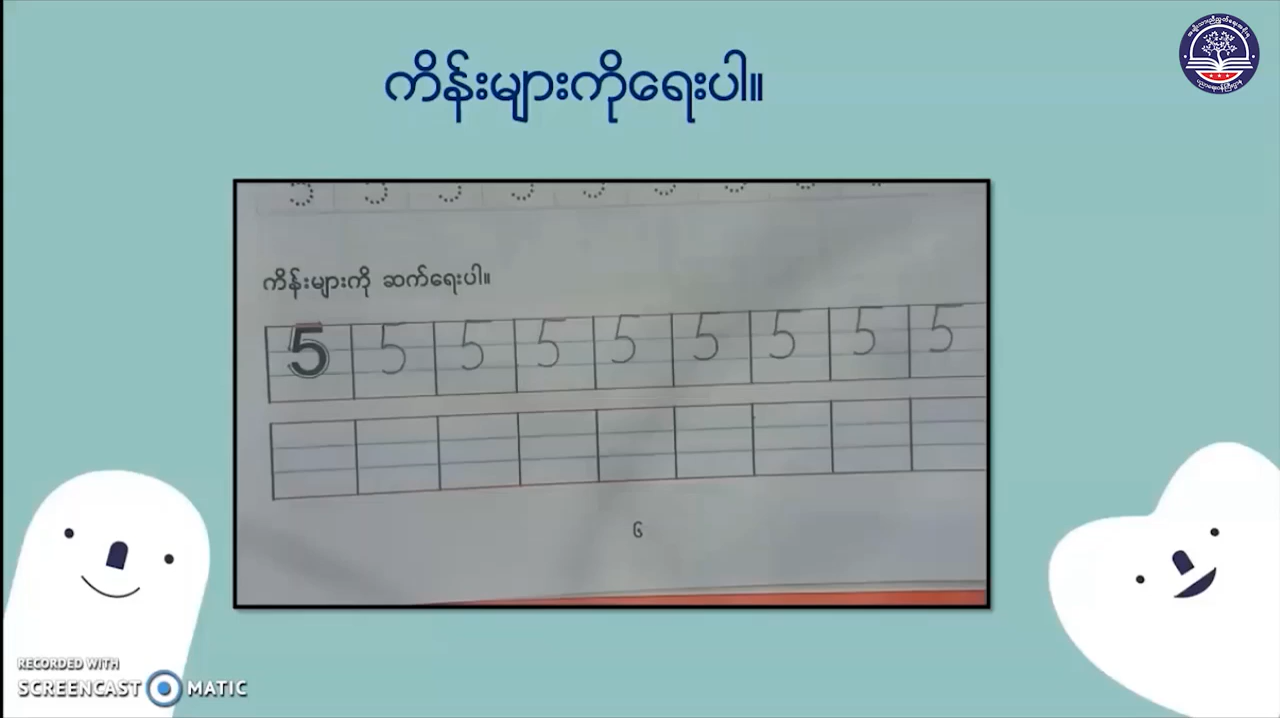 ကိန်းများကိုရေးပါ။
ကိန်းများကို ဆက်ရေးပါ။
5 5 5 5 5 5 5 5 5
၆
RECORDED WITH
SCREENCAST MATIC